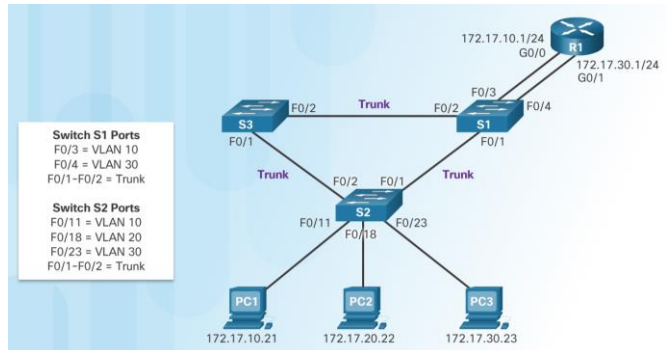 172.17.10.1/24
G0/0
R1
172.17.30.1/24
G0/1
F0/3
F0/4
F0/2
Trunk
F0/2
S3
S1
F0/1
F0/1
Trunk
Trunk
F0/2
F0/1
S2
F0/11
F0/18
F0/23
PC1
PC2
PC3
172.17.10.21
172.17.20.22
172.17.30.23
Switch S1 Ports
F0/3 = VLAN 10
F0/4 = VLAN 30
F0/1-F0/2 = Trunk
Switch S2 Ports
F0/11 = VLAN 10
F0/18 = VLAN 20
F0/23 = VLAN 30
F0/1-F0/2 = Trunk